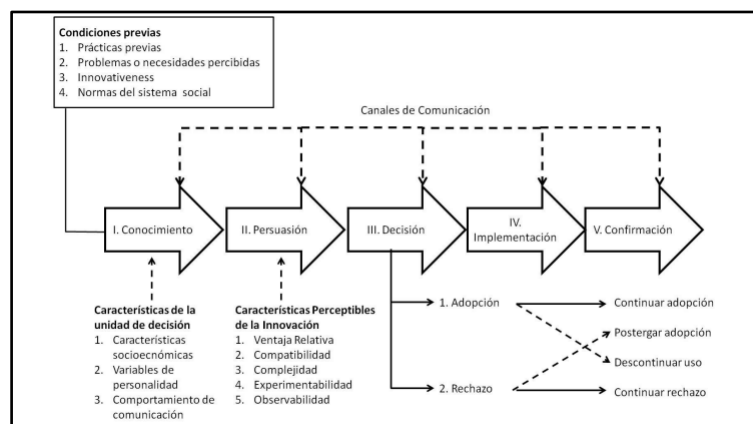 Condiciones previas
1. Prácticas previas
2. Problemas o necesidades percibidas
3. Innovativeness
4. Normas del sistema social
Canales de Comunicación
I. Conocimiento
II. Persuasión
III. Decisión
IV.
Implementación
V. Confirmación
Características de la
unidad de decisión
1. Características
socioecnómicas
2. Variables de
personalidad
3. Comportamiento de
comunicación
Características Perceptibles
de la Innovación
1. Ventaja Relativa
2. Compatibilidad
3. Complejidad
4. Experimentabilidad
5. Observabilidad
1. Adopción
2. Rechazo
Continuar adopción
Postergar adopción
Discontinuar uso
Continuar rechazo